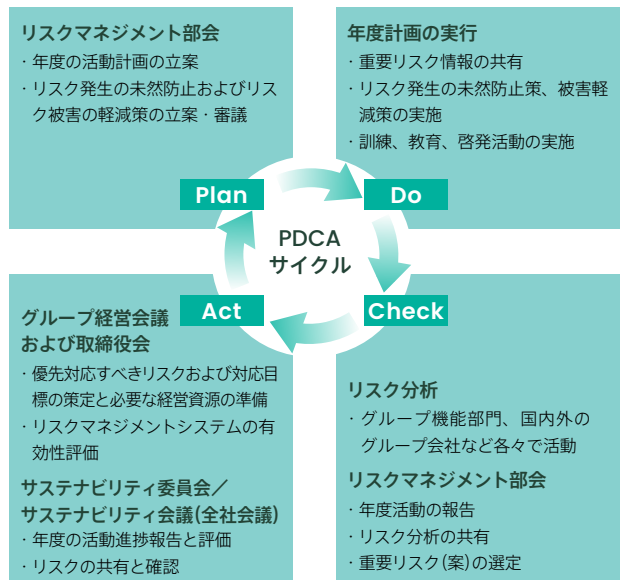 リスクマネジメント部会
・年度の活動計画の立案
・リスク発生の未然防止およびリス
ク被害の軽減策の立案・審議
年度計画の実行
・重要リスク情報の共有
・リスク発生の未然防止策、被害軽
減策の実施
・訓練、教育、啓発活動の実施
Plan
Do
PDCA
サイクル
Act
Check
グループ経営会議
および取締役会
・優先対応すべきリスクおよび対応目
標の策定と必要な経営資源の準備
・リスクマネジメントシステムの有
効性評価
サステナビリティ委員会／
サステナビリティ会議(全社会議)
・年度の活動進捗報告と評価
・リスクの共有と確認
リスク分析
・グループ機能部門、国内外の
グループ会社など各々で活動
リスクマネジメント部会
・年度活動の報告
・リスク分析の共有
・重要リスク(案)の選定